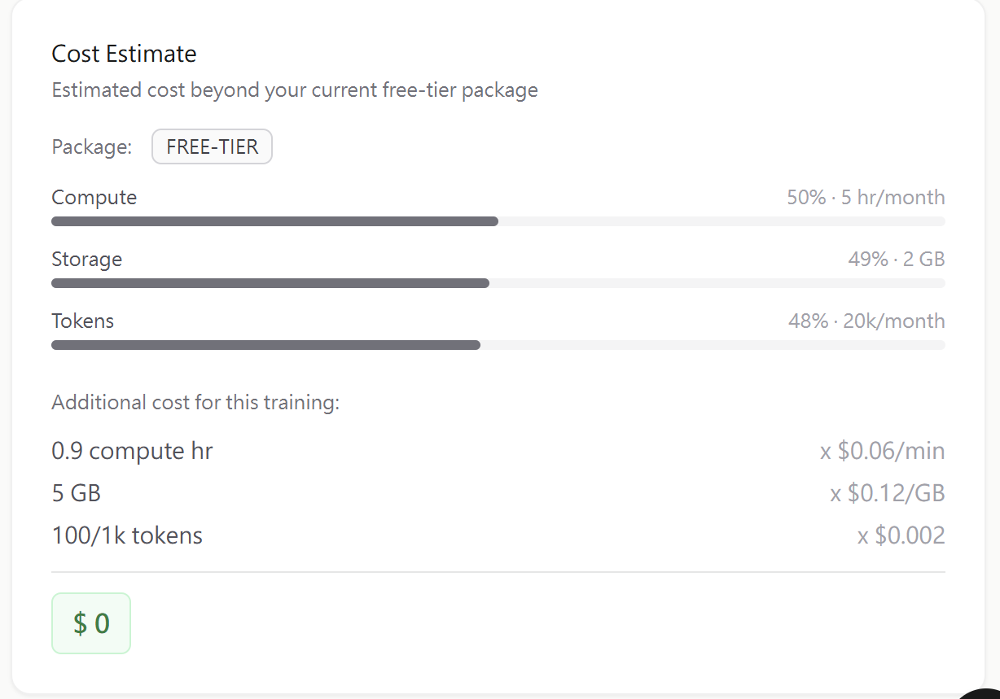 Cost Estimate
Estimated cost beyond your current free-tier package
Package: FREE-TIER
Compute 50% · 5 hr/month
Storage 49% · 2 GB
Tokens 48% · 20k/month
Additional cost for this training:
0.9 compute hr x $0.06/min
5 GB x $0.12/GB
100/1k tokens x $0.002
$ 0